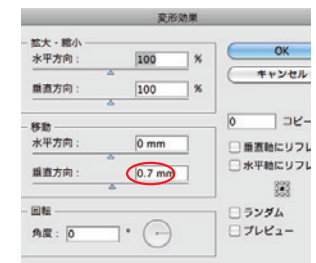 変形効果
拡大・縮小
水平方向： 100 %
垂直方向： 100 %
移動
水平方向： 0 mm
垂直方向： 0.7 mm
回転
角度： 0 °
OK
キャンセル
0 コピー
垂直軸にリフレ
水平軸にリフレ
ランダム
プレビュー